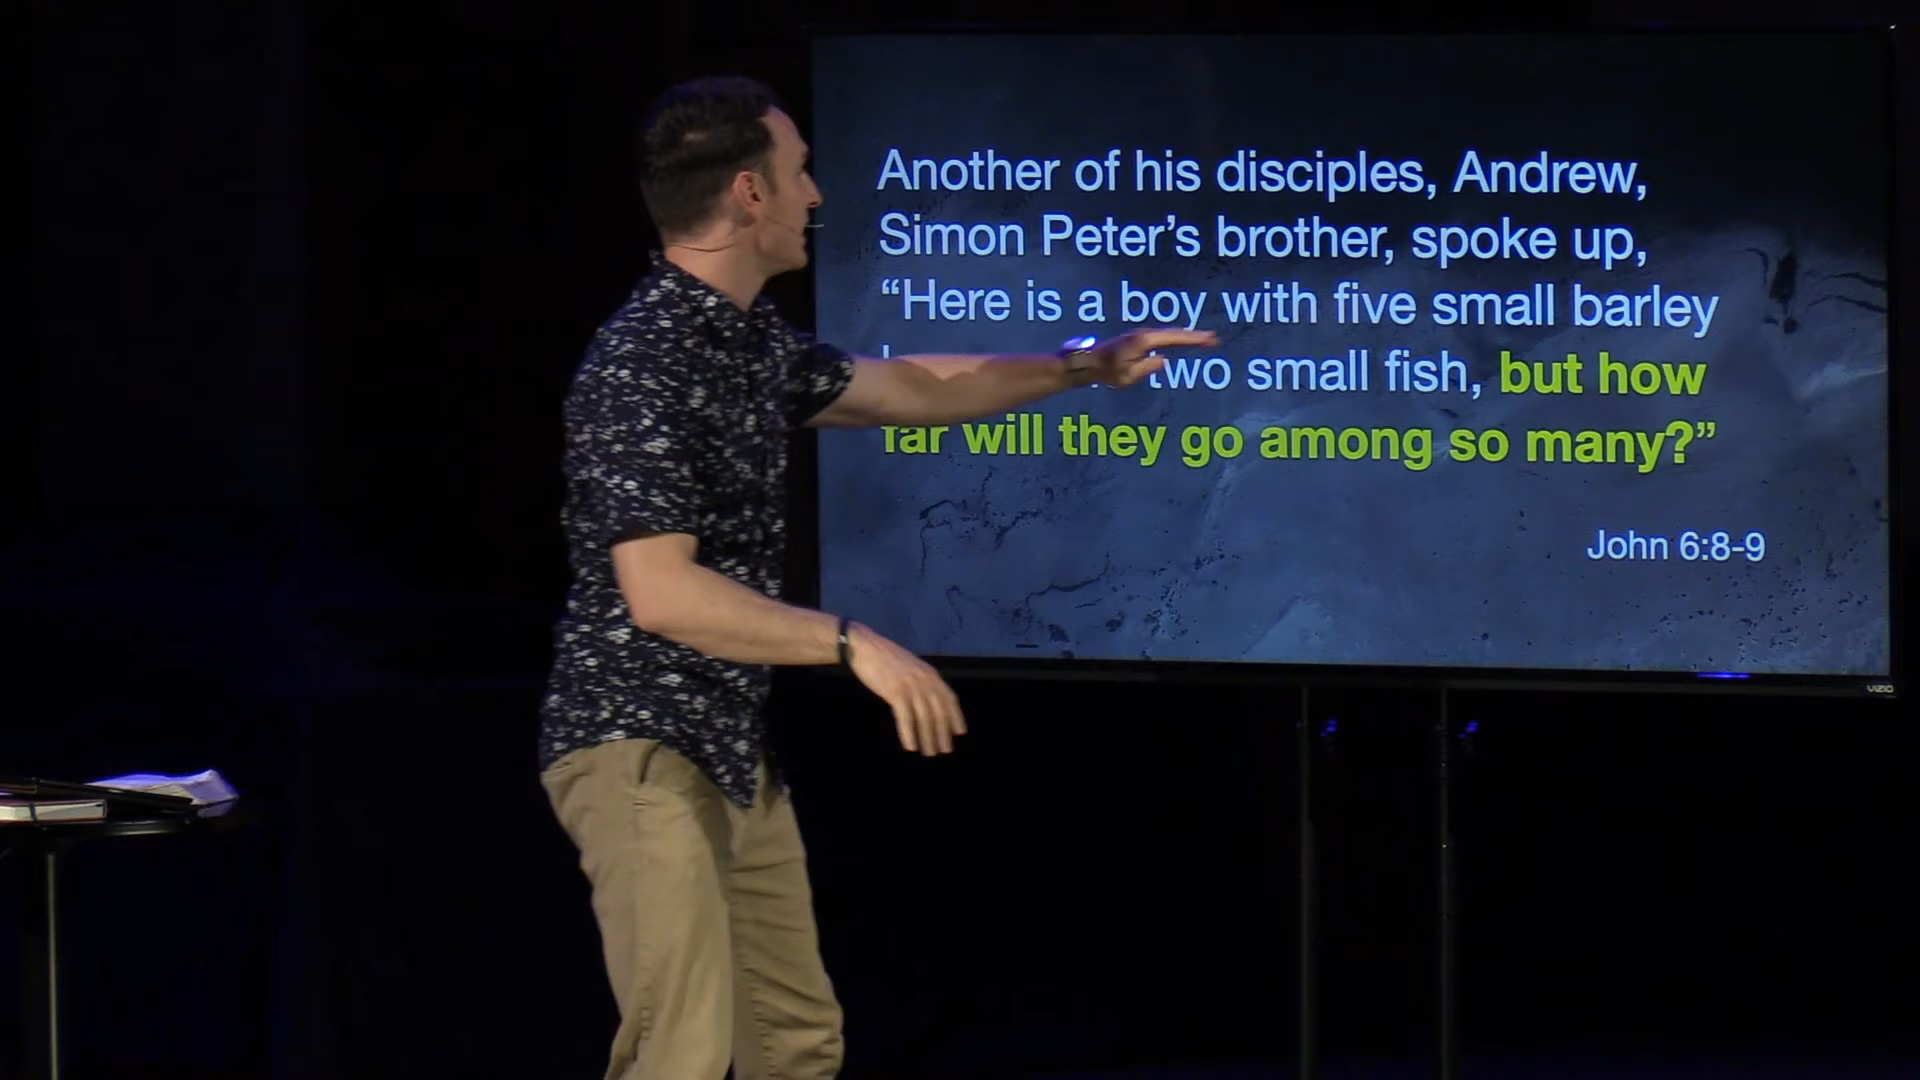 Another of his disciples, Andrew,
Simon Peter’s brother, spoke up,
“Here is a boy with five small barley
two small fish, but how
far will they go among so many?”
John 6:8-9
VIZIO